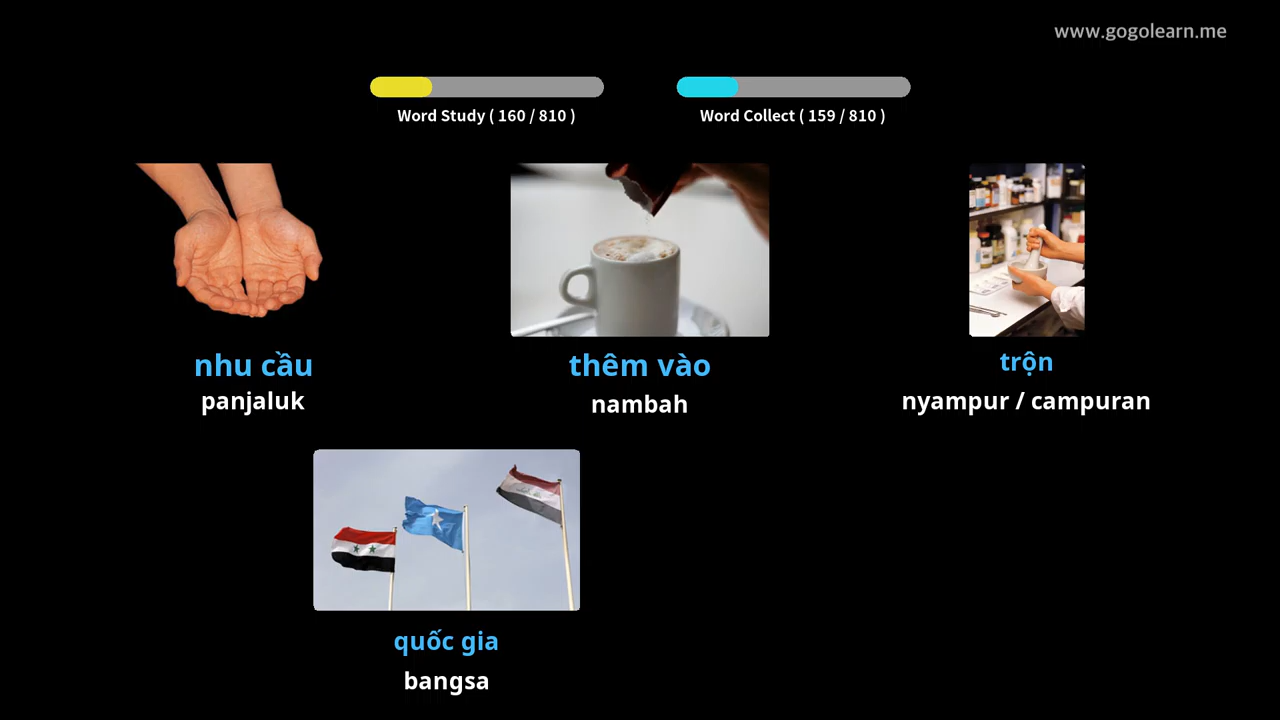 www.gogolearn.me
Word Study ( 160 / 810 )
Word Collect ( 159 / 810 )
nhu cầu
panjaluk
thêm vào
nambah
trộn
nyampur / campuran
quốc gia
bangsa